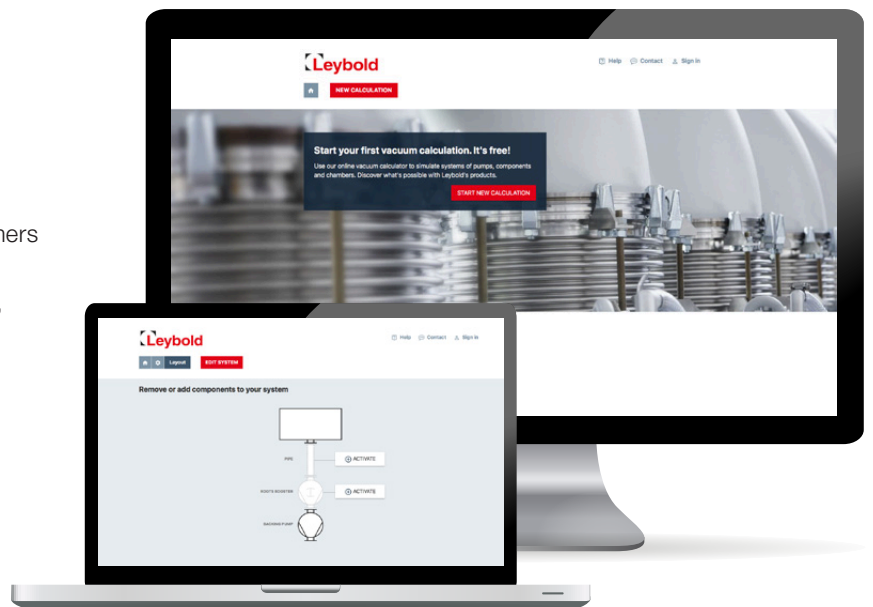 Leybold
Help Contact Sign in
NEW CALCULATION
Start your first vacuum calculation. It's free!
Use our online vacuum calculator to simulate systems of pumps, components
and chambers. Discover what's possible with Leybold's products.
START NEW CALCULATION
ners
,
Leybold
Help Contact Sign in
Layout EDIT SYSTEM
Remove or add components to your system
PIPE ACTIVATE
ROOTS BOOSTER ACTIVATE
BACKING PUMP